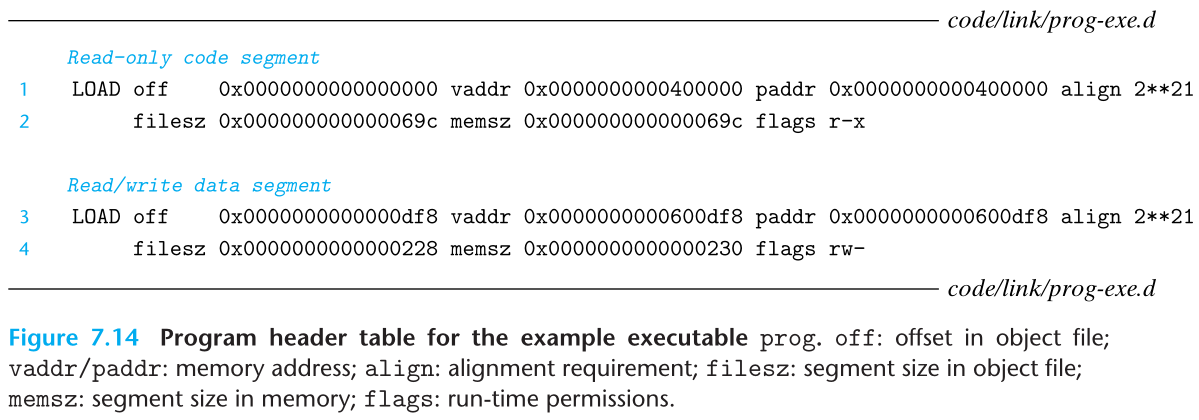 code/link/prog-exe.d
Read-only code segment
1 LOAD off 0x0000000000000000 vaddr 0x0000000000400000 paddr 0x0000000000400000 align 2**21
2 filesz 0x000000000000069c memsz 0x000000000000069c flags r-x
Read/write data segment
3 LOAD off 0x0000000000000df8 vaddr 0x0000000000600df8 paddr 0x0000000000600df8 align 2**21
4 filesz 0x0000000000000228 memsz 0x0000000000000230 flags rw-
code/link/prog-exe.d
Figure 7.14 Program header table for the example executable prog. off: offset in object file;
vaddr/paddr: memory address; align: alignment requirement; filesz: segment size in object file;
memsz: segment size in memory; flags: run-time permissions.